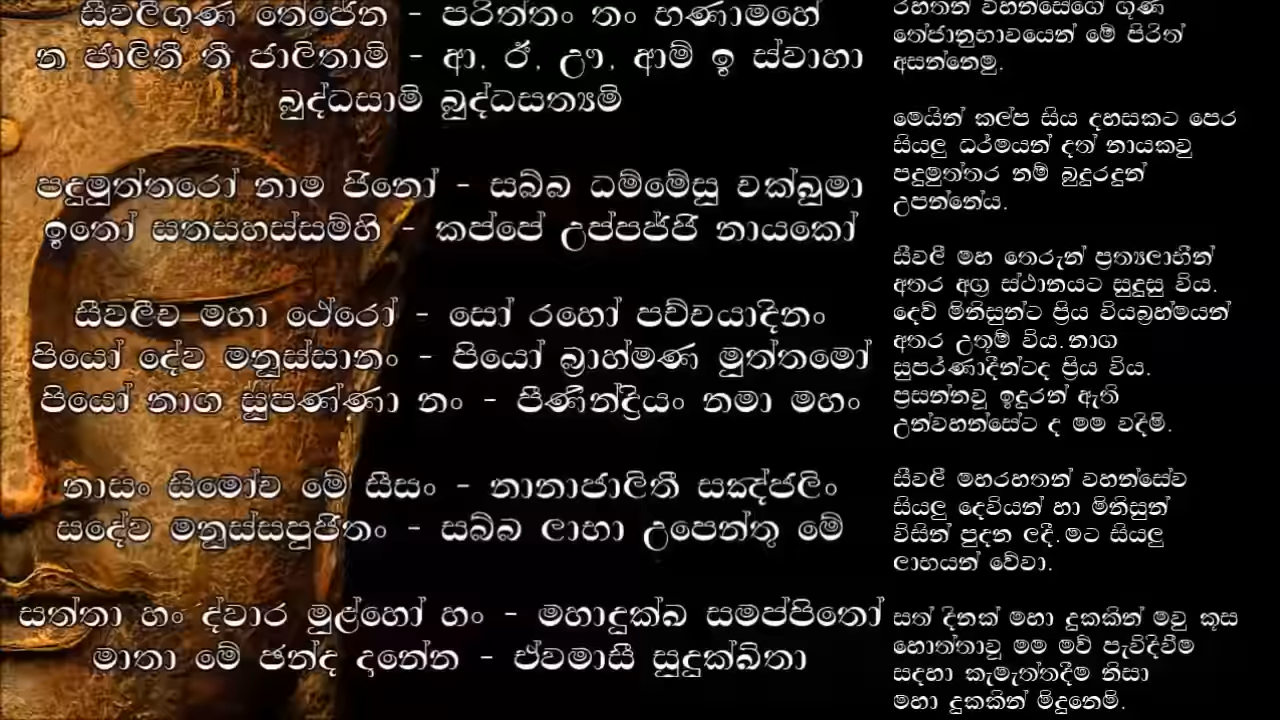 සීවලීගුණ තේජේන - පරිත්තං තං භණාමහේ
න ජාලිතී තී ජාලිතාමි - ආ. ඊ. ඌ. ආම් ඉ ස්වාහා
බුද්ධසාමි බුද්ධසත්‍යමි
පදුමුත්තරෝ නාම ජිනෝ - සබ්බ ධම්මේසු චක්ඛුමා
ඉතෝ සතසහස්සම්හි - කප්පේ උප්පජ්ජි නායකෝ
සීවලීච මහා ථේරෝ - සෝ රහෝ පච්චයාදිනං
පියෝ දේව මනුස්සානං - පියෝ බ්‍රාහ්මණ මුත්තමෝ
පියෝ නාග සූපණ්ණා නං - පීණින්ද්‍රියං නමා මහං
නාසං සිමෝච මේ සීසං - නානාජාලිතී සඤ්ජලිං
සදේව මනුස්සපූජිතං - සබ්බ ලාභා උපෙන්තු මේ
සත්තා හං ද්වාර මුළ්හෝ හං - මහාදුක්ඛ සමප්පිතෝ
මාතා මේ ඡන්ද දානේන - ඒවමාසී සුදුක්ඛිතා
රහතන් වහන්සේගේ ගුණ
තේජානුභාවයෙන් මේ පිරිත්
අසන්නෙමු.
මෙයින් කල්ප සිය දහසකට පෙර
සියලු ධර්මයන් දත් නායකවු
පදුමුත්තර නම් බුදුරදුන්
උපන්නේය.
සීවලී මහ තෙරුන් ප්‍රත්‍යලාභීන්
අතර අග්‍ර ස්ථානයට සුදුසු විය.
දෙව් මිනිසුන්ට ප්‍රිය වියබ්‍රහ්මයන්
අතර උතුම් විය.නාග
සුපර්ණාදීන්ටද ප්‍රිය විය.
ප්‍රසන්නවු ඉදුරන් ඇති
උන්වහන්සේට ද මම වදිමි.
සීවලී මහරහතන් වහන්සේව
සියලු දෙවියන් හා මිනිසුන්
විසින් පුදන ලදී.මට සියලු
ලාභයන් වේවා.
සත් දිනක් මහා දුකකින් මවු කුස
හොත්තාවූ මම මව් පැවිදිවීම
සදහා කැමැත්තදීම නිසා
මහා දුකකින් මිදුනෙමි.